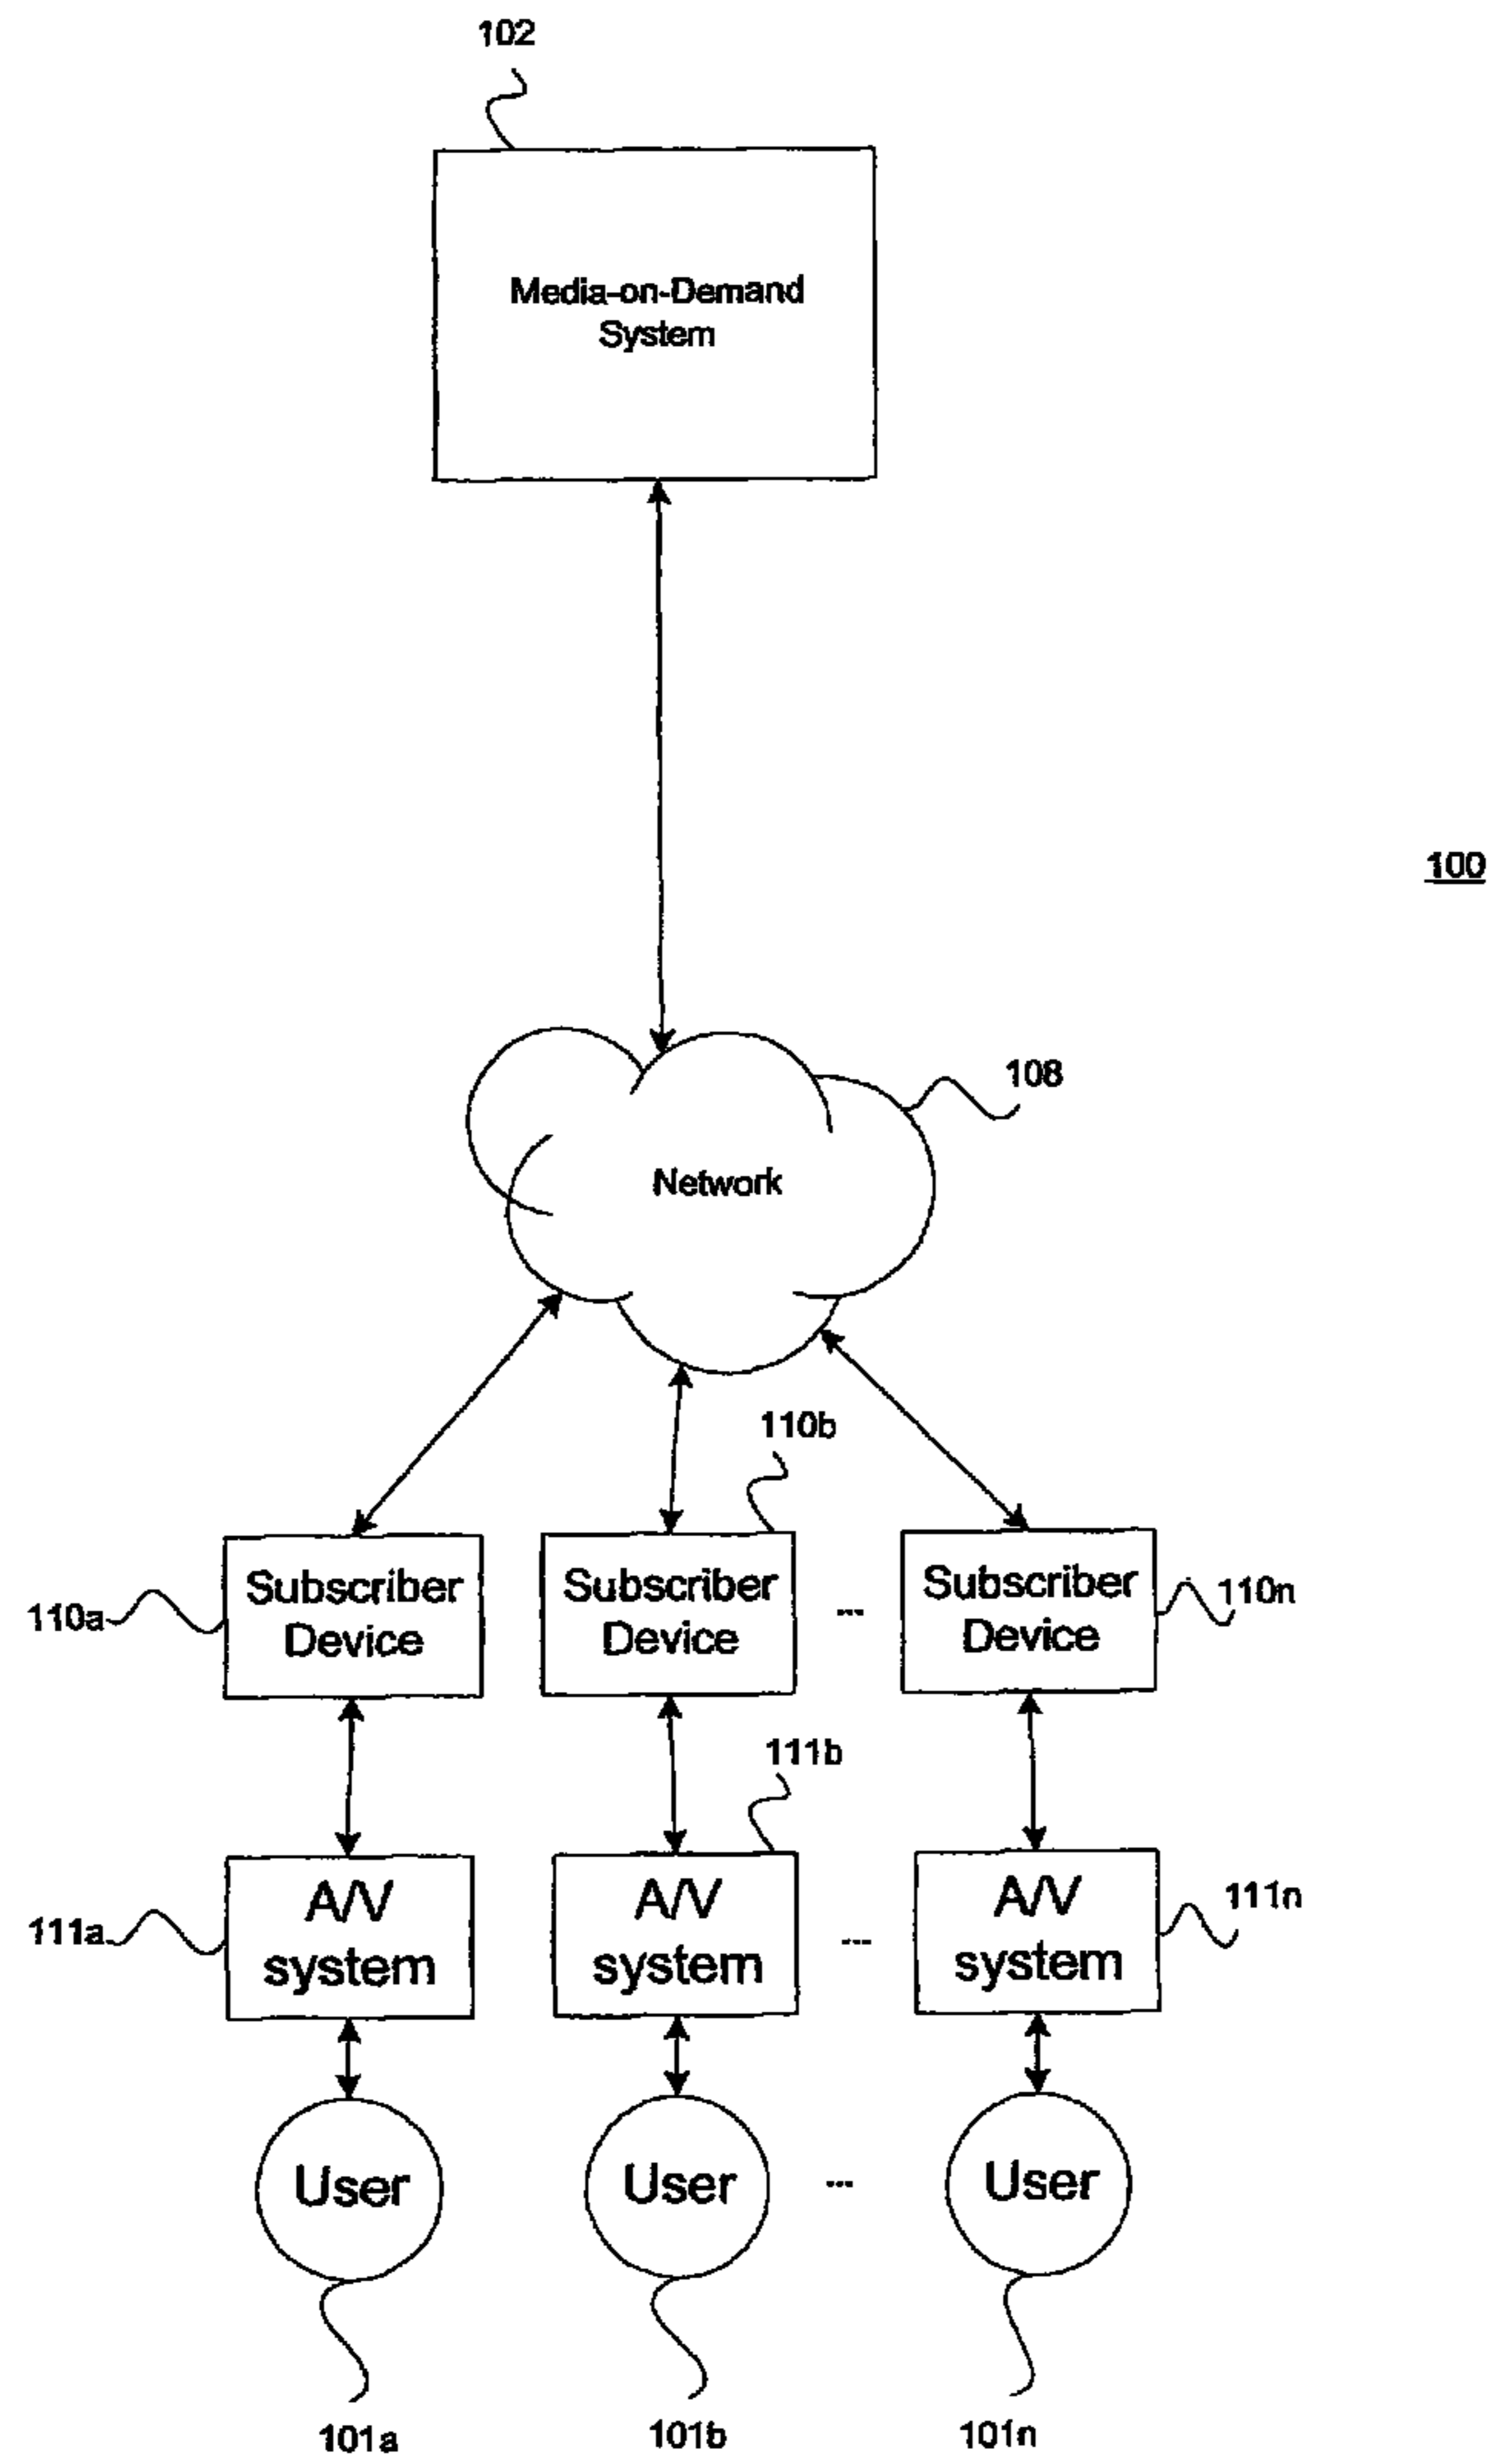 102
Media-on-Demand
System
100
108
Network
110b
Subscriber
Device
Subscriber
Device
...
Subscriber
Device
110a
110n
111b
A/V
system
A/V
system
...
A/V
system
111a
111n
User
User
...
User
101a
101b
101n